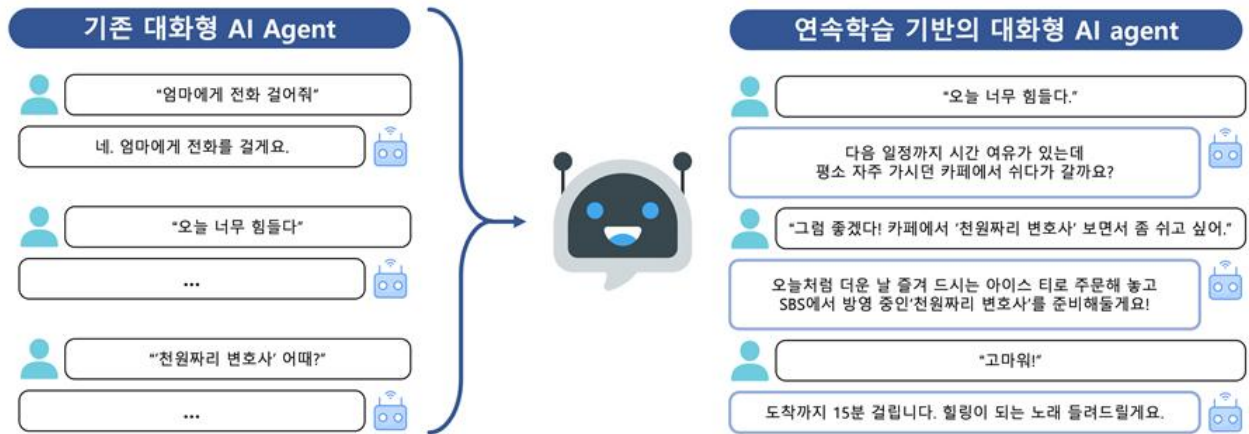 기존 대화형 AI Agent
"엄마에게 전화 걸어줘"
네. 엄마에게 전화를 걸게요.
"오늘 너무 힘들다"
...
"'천원짜리 변호사' 어때?"
...
연속학습 기반의 대화형 AI agent
"오늘 너무 힘들다."
다음 일정까지 시간 여유가 있는데
평소 자주 가시던 카페에서 쉬다가 갈까요?
"그럼 좋겠다! 카페에서 '천원짜리 변호사' 보면서 좀 쉬고 싶어."
오늘처럼 더운 날 즐겨 드시는 아이스 티로 주문해 놓고
SBS에서 방영 중인'천원짜리 변호사'를 준비해둘게요!
"고마워!"
도착까지 15분 걸립니다. 힐링이 되는 노래 들려드릴게요.